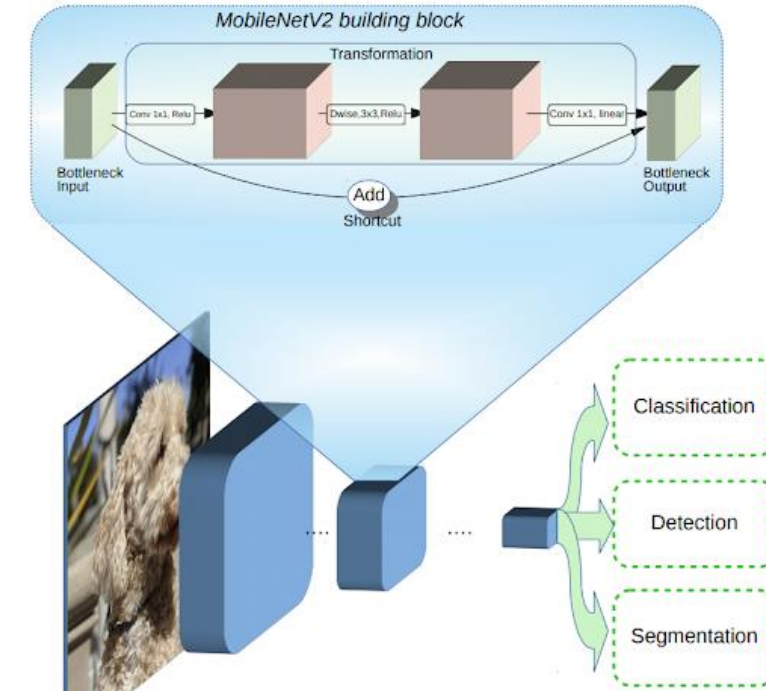 MobileNetV2 building block
Transformation
Conv 1x1, Relu
Dwise,3x3,Relu
Conv 1x1, linear
Bottleneck
Input
Bottleneck
Output
Add
Shortcut
Classification
....
....
Detection
Segmentation